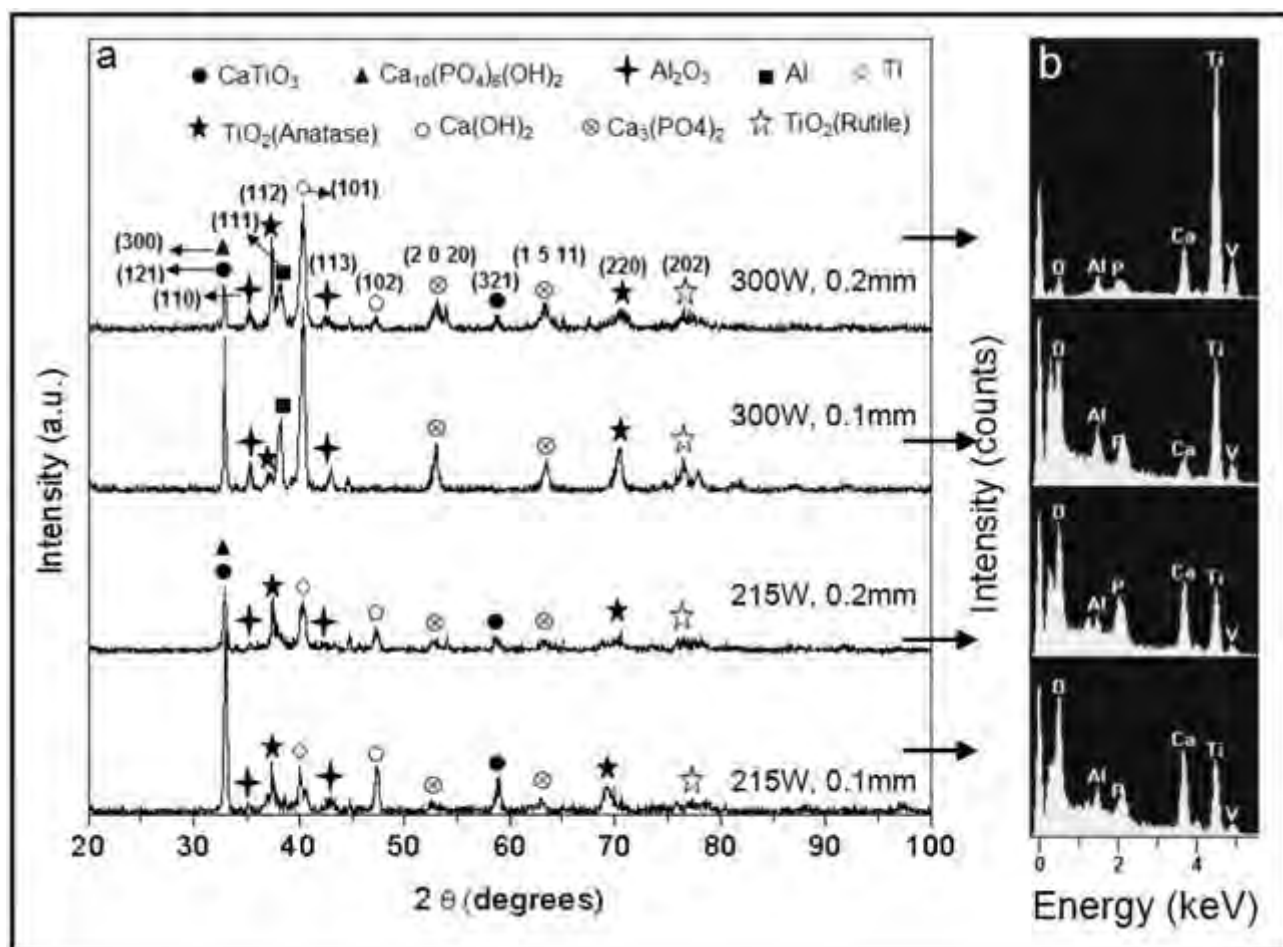 a
CaTiO3 Ca10(PO4)6(OH)2 Al2O3 Al Ti
TiO2(Anatase) Ca(OH)2 Ca3(PO4)2 TiO2(Rutile)
(112) (101)
(111)
(300)
(121)
(110)
(113)
(102)
(2 0 20)
(321)
(1 5 11)
(220)
(202)
300W, 0.2mm
300W, 0.1mm
215W, 0.2mm
215W, 0.1mm
Intensity (a.u.)
20 30 40 50 60 70 80 90 100
2 θ (degrees)
b
Ti
O Al P Ca V
O Al P Ca Ti V
O Al P Ca Ti V
O Al P Ca Ti V
Intensity (counts)
0 2 4
Energy (keV)